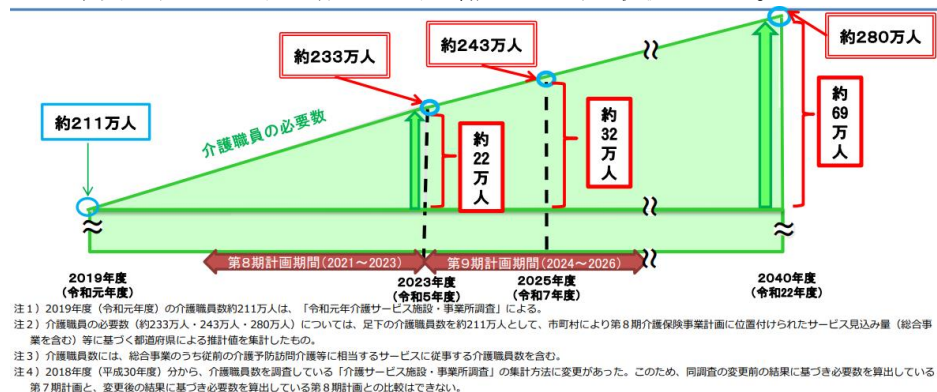 約280万人
約243万人
約233万人
約211万人
介護職員の必要数
約69万人
約32万人
約22万人
第8期計画期間(2021～2023)
第9期計画期間(2024～2026)
2019年度
(令和元年度)
2023年度
(令和5年度)
2025年度
(令和7年度)
2040年度
(令和22年度)
注1）2019年度（令和元年度）の介護職員数約211万人は、「令和元年介護サービス施設・事業所調査」による。
注2）介護職員の必要数（約233万人・243万人・280万人）については、足下の介護職員数を約211万人として、市町村により第8期介護保険事業計画に位置付けられたサービス見込み量（総合事
業を含む）等に基づく都道府県による推計値を集計したもの。
注3）介護職員数には、総合事業のうち従前の介護予防訪問介護等に相当するサービスに従事する介護職員数を含む。
注4）2018年度（平成30年度）分から、介護職員数を調査している「介護サービス施設・事業所調査」の集計方法に変更があった。このため、同調査の変更前の結果に基づき必要数を算出している
第7期計画と、変更後の結果に基づき必要数を算出している第8期計画との比較はできない。